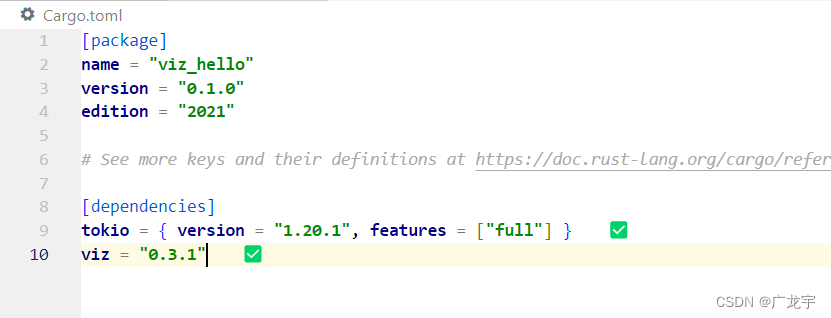 Cargo.toml
1 [package]
2 name = "viz_hello"
3 version = "0.1.0"
4 edition = "2021"
5
6 # See more keys and their definitions at https://doc.rust-lang.org/cargo/refer
7
8 [dependencies]
9 tokio = { version = "1.20.1", features = ["full"] }
10 viz = "0.3.1"
CSDN @广龙宇